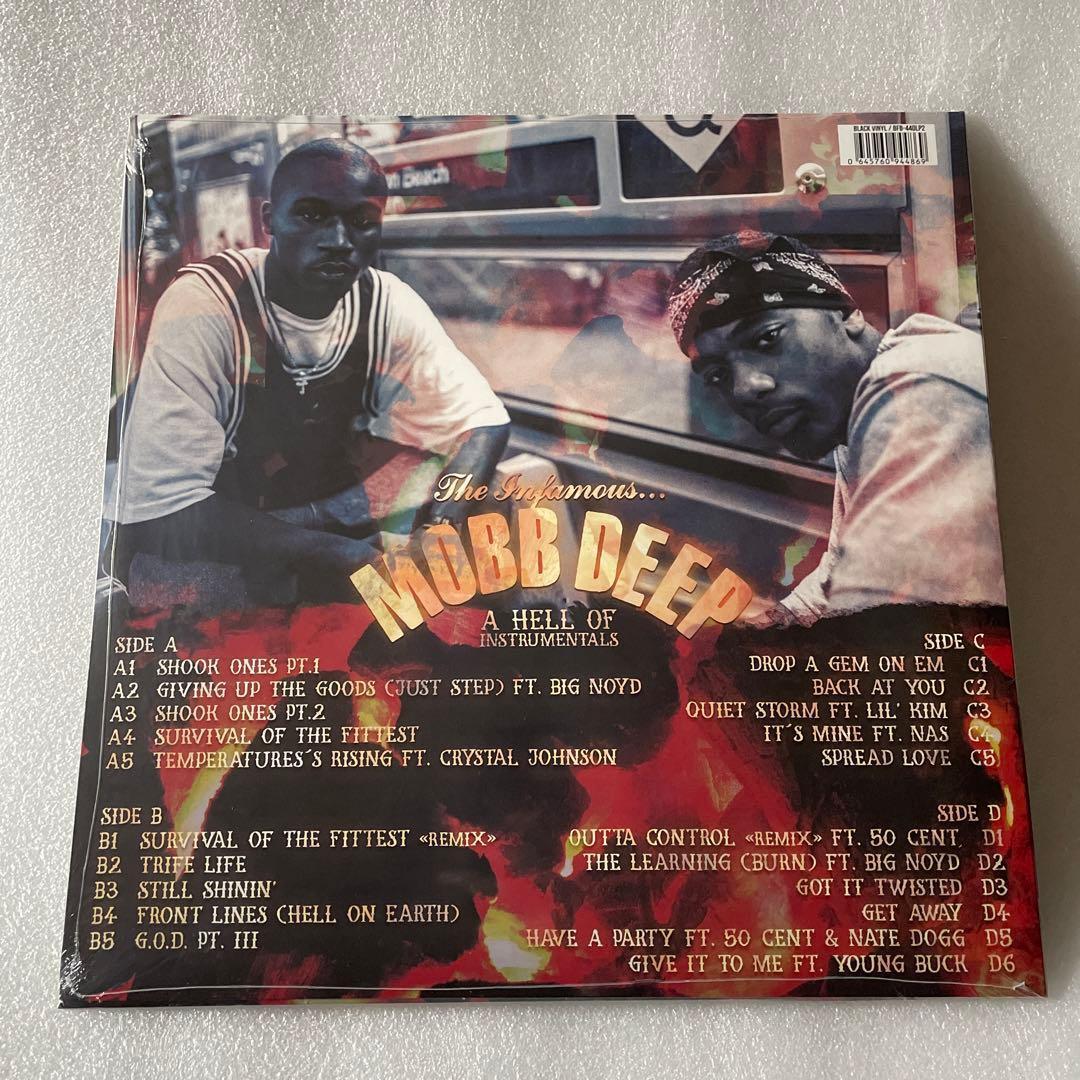 BLACK VINYL / BFD-440LP2
0 645760 944869
Beach
Q
The Infamous...
MOBB DEEP
A HELL OF
INSTRUMENTALS
SIDE A
A1 SHOOK ONES PT.1
A2 GIVING UP THE GOODS (JUST STEP) FT. BIG NOYD
A3 SHOOK ONES PT.2
A4 SURVIVAL OF THE FITTEST
A5 TEMPERATURES´S RISING FT. CRYSTAL JOHNSON
SIDE B
B1 SURVIVAL OF THE FITTEST «REMIX»
B2 TRIFE LIFE
B3 STILL SHININ'
B4 FRONT LINES (HELL ON EARTH)
B5 G.O.D. PT. III
SIDE C
DROP A GEM ON EM C1
BACK AT YOU C2
QUIET STORM FT. LIL' KIM C3
IT´S MINE FT. NAS C4
SPREAD LOVE C5
SIDE D
OUTTA CONTROL «REMIX» FT. 50 CENT D1
THE LEARNING (BURN) FT. BIG NOYD D2
GOT IT TWISTED D3
GET AWAY D4
HAVE A PARTY FT. 50 CENT & NATE DOGG D5
GIVE IT TO ME FT. YOUNG BUCK D6